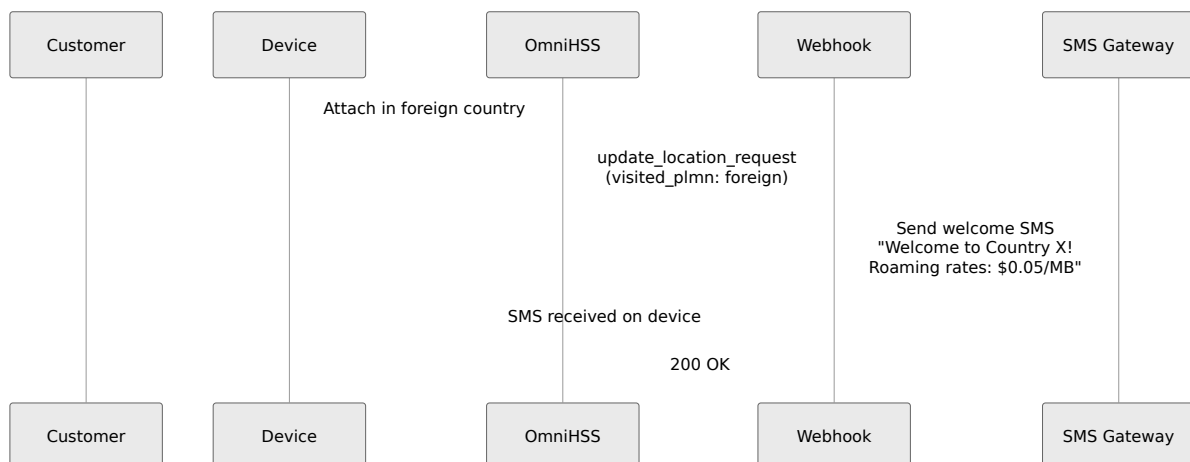 Customer
Device
OmniHSS
Webhook
SMS Gateway
Attach in foreign country
update_location_request
(visited_plmn: foreign)
Send welcome SMS
"Welcome to Country X!
Roaming rates: $0.05/MB"
SMS received on device
200 OK
Customer
Device
OmniHSS
Webhook
SMS Gateway